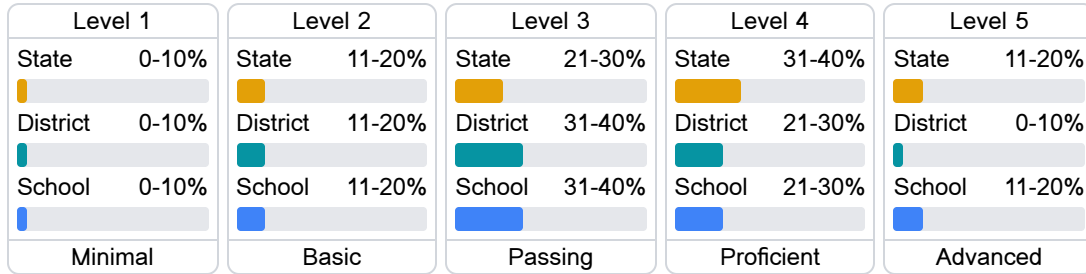 Level 1
State 0-10%
District 0-10%
School 0-10%
Minimal
Level 2
State 11-20%
District 11-20%
School 11-20%
Basic
Level 3
State 21-30%
District 31-40%
School 31-40%
Passing
Level 4
State 31-40%
District 21-30%
School 21-30%
Proficient
Level 5
State 11-20%
District 0-10%
School 11-20%
Advanced